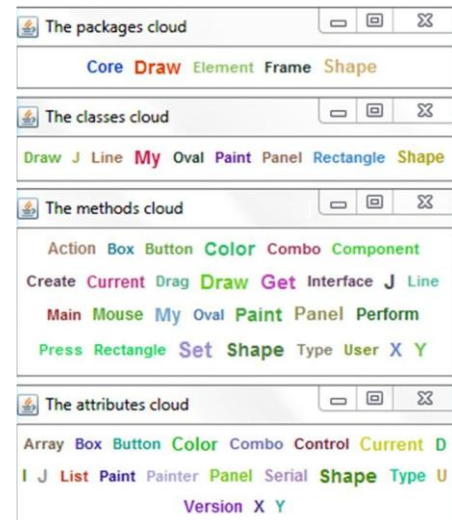 The packages cloud
Core Draw Element Frame Shape
The classes cloud
Draw J Line My Oval Paint Panel Rectangle Shape
The methods cloud
Action Box Button Color Combo Component
Create Current Drag Draw Get Interface J Line
Main Mouse My Oval Paint Panel Perform
Press Rectangle Set Shape Type User X Y
The attributes cloud
Array Box Button Color Combo Control Current D
I J List Paint Painter Panel Serial Shape Type U
Version X Y